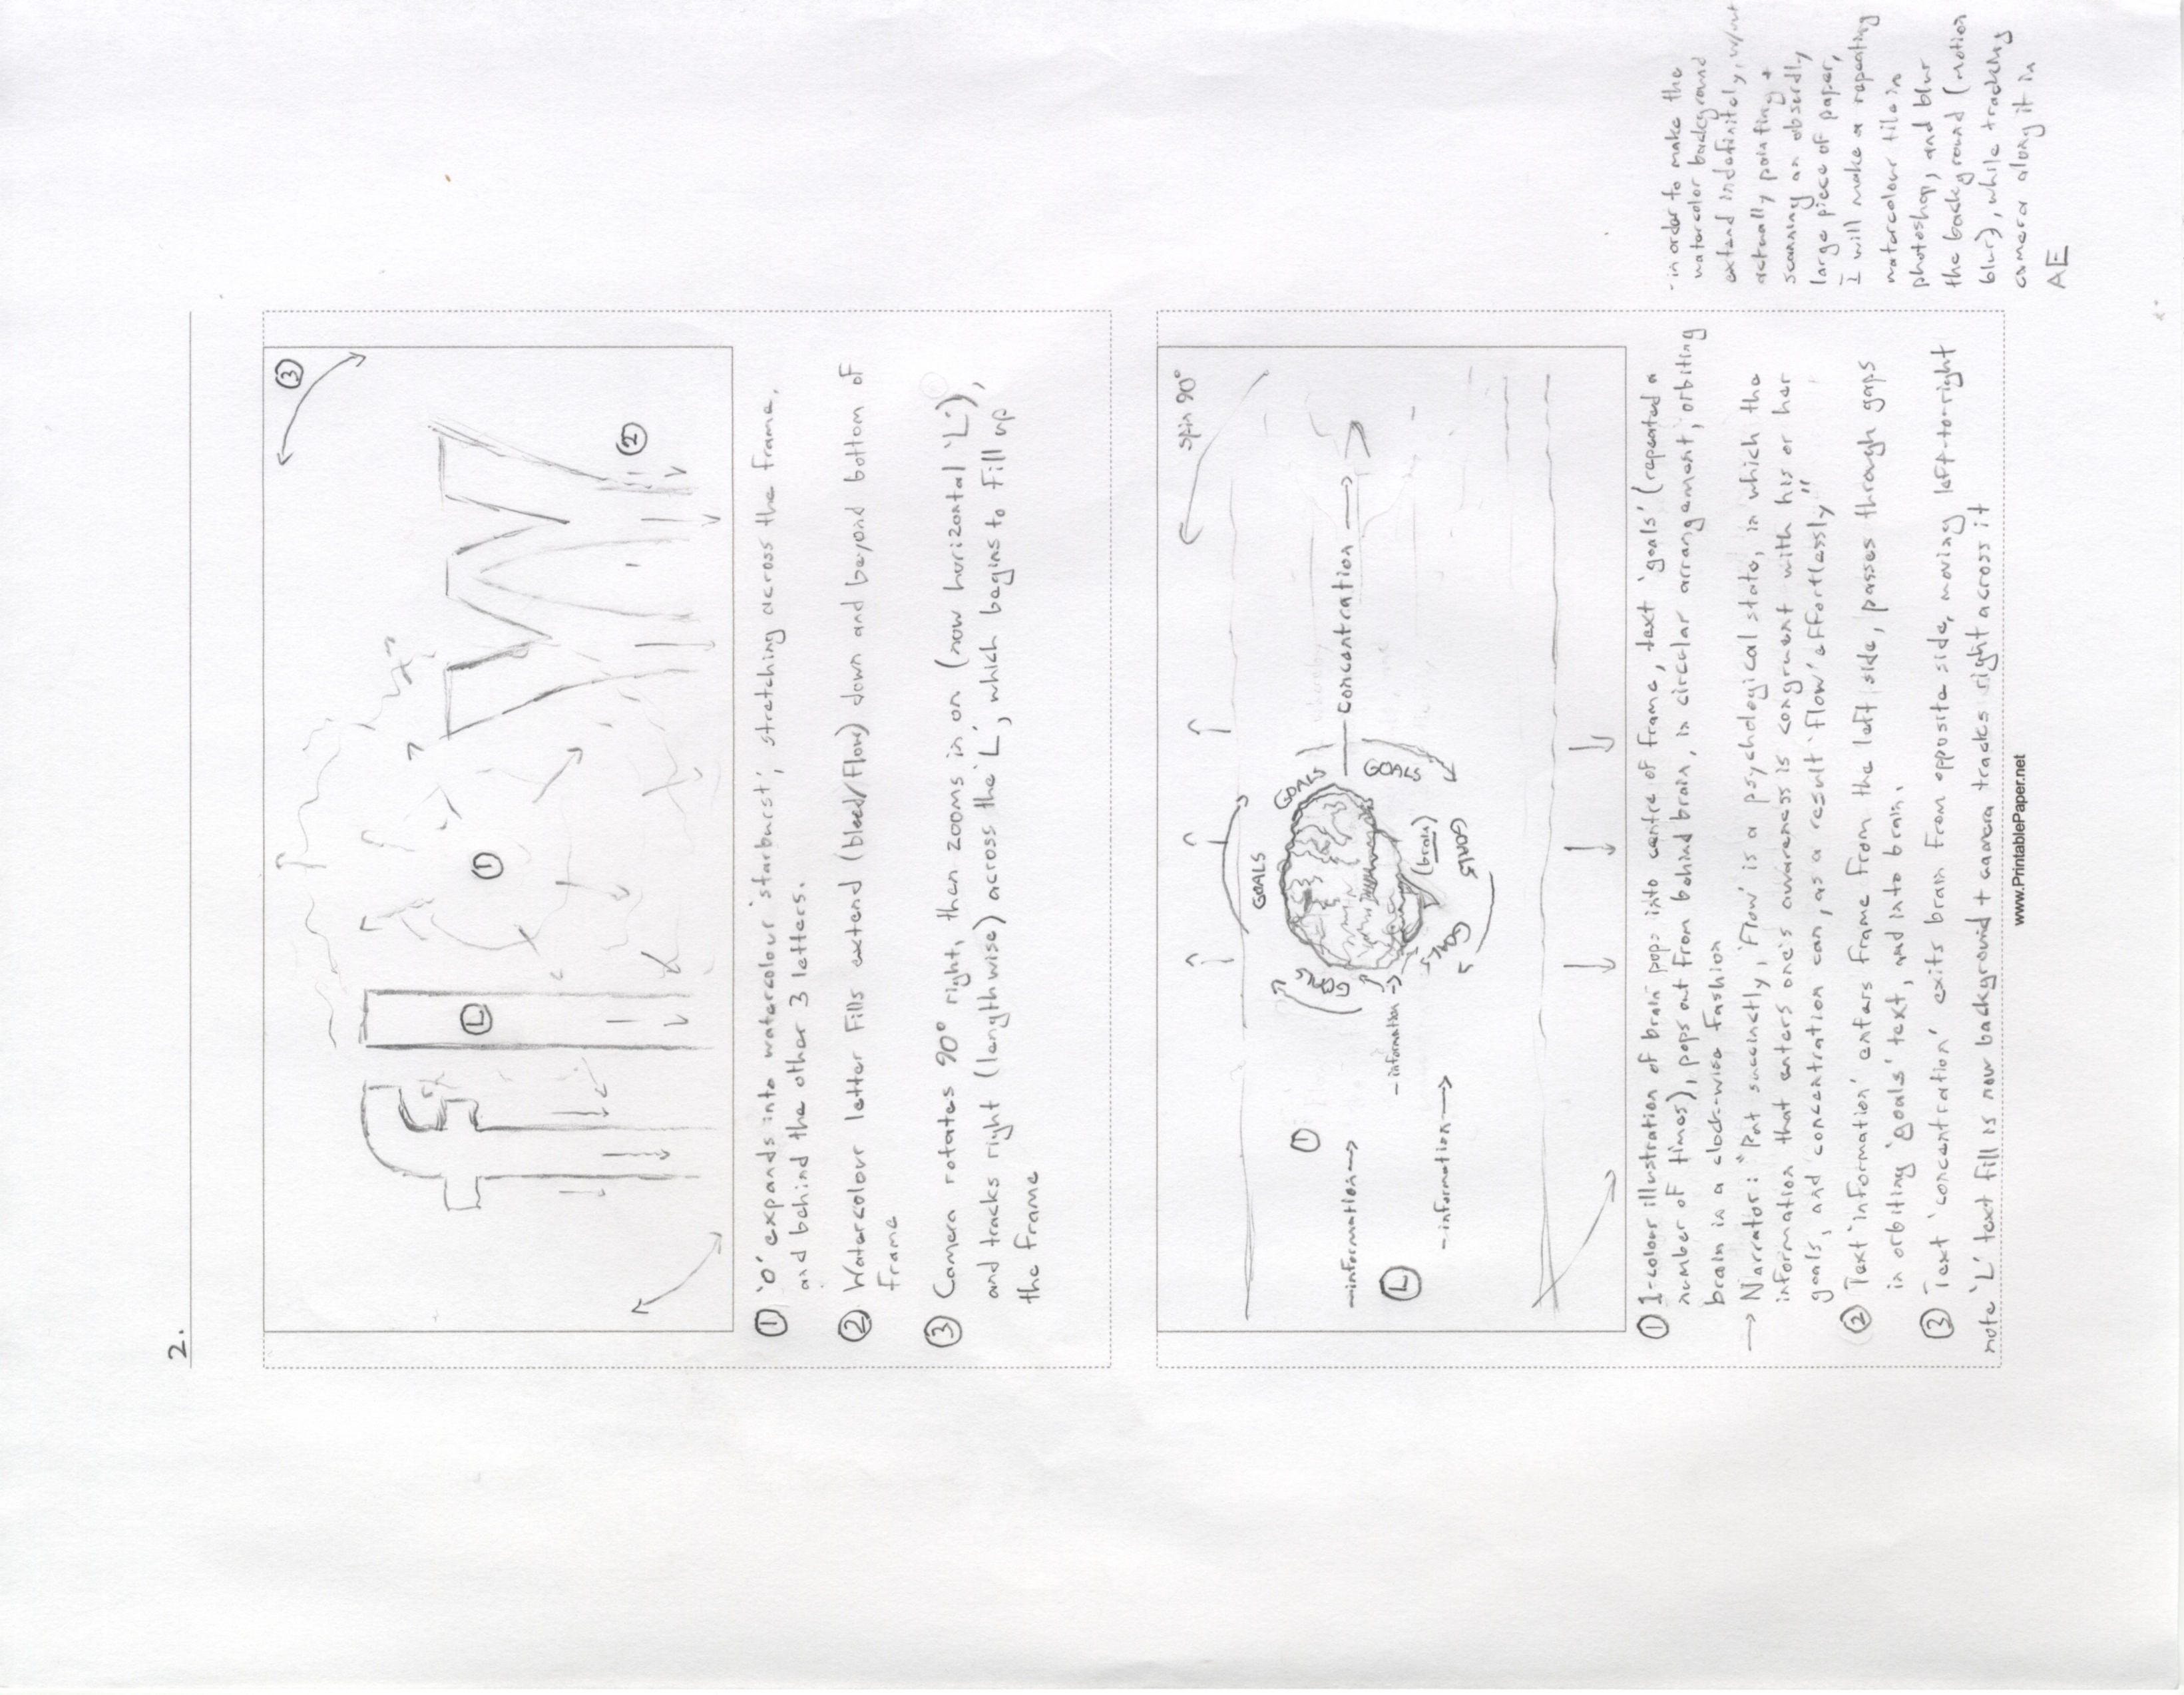 2.
3
fl w
1
L
2
① 'O' expands into watercolour 'starburst', stretching across the frame,
and behind the other 3 letters.
② Watercolour letter fills extend (bleed/flow) down and beyond bottom of
frame
③ Camera rotates 90° right, then zooms in on (now horizontal 'L'),
and tracks right (lengthwise) across the 'L', which begins to fill up
the frame
spin 90°
GOALS
GOALS
GOALS
GOALS
GOALS
(brain)
Concentration
1
information
information
information
L
① 1-colour illustration of brain pops into centre of frame, text 'goals' (repeated a
number of times), pops out from behind brain, in circular arrangement, orbiting
brain in a clock-wise fashion
→ Narrator: "Put succinctly, 'Flow' is a psychological state, in which the
information that enters one's awareness is congruent with his or her
goals, and concentration can, as a result 'flow' effortlessly"
② Text 'information' enters frame from the left side, passes through gaps
in orbiting 'goals' text, and into brain.
③ Text 'concentration' exits brain from opposite side, moving left-to-right
note 'L' text fill is now background + camera tracks right across it
- in order to make the
watercolor background
extend indefinitely, w/out
actually painting +
scanning an absurdly
large piece of paper,
I will make a repeating
watercolour tile in
photoshop, and blur
the background (motion
blur), while tracking
camera along it in
AE
www.PrintablePaper.net